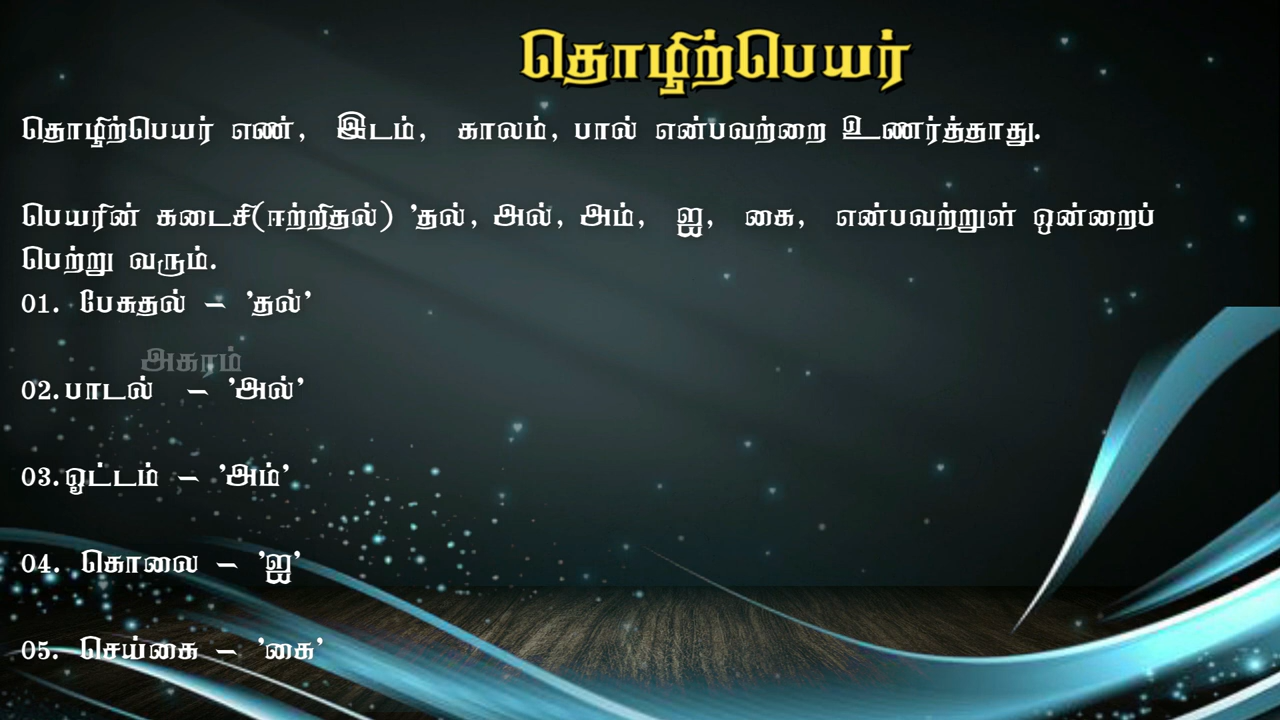 தொழிற்பெயர்
தொழிற்பெயர் எண், இடம், காலம், பால் என்பவற்றை உணர்த்தாது.
பெயரின் கடைசி(ஈற்றிதல்) 'தல், அல், அம், ஐ, கை, என்பவற்றுள் ஒன்றைப்
பெற்று வரும்.
01. பேசுதல் – 'தல்'
அகரம்
02.பாடல் – 'அல்'
03.ஓட்டம் – 'அம்'
04. கொலை – 'ஐ'
05. செய்கை – 'கை'